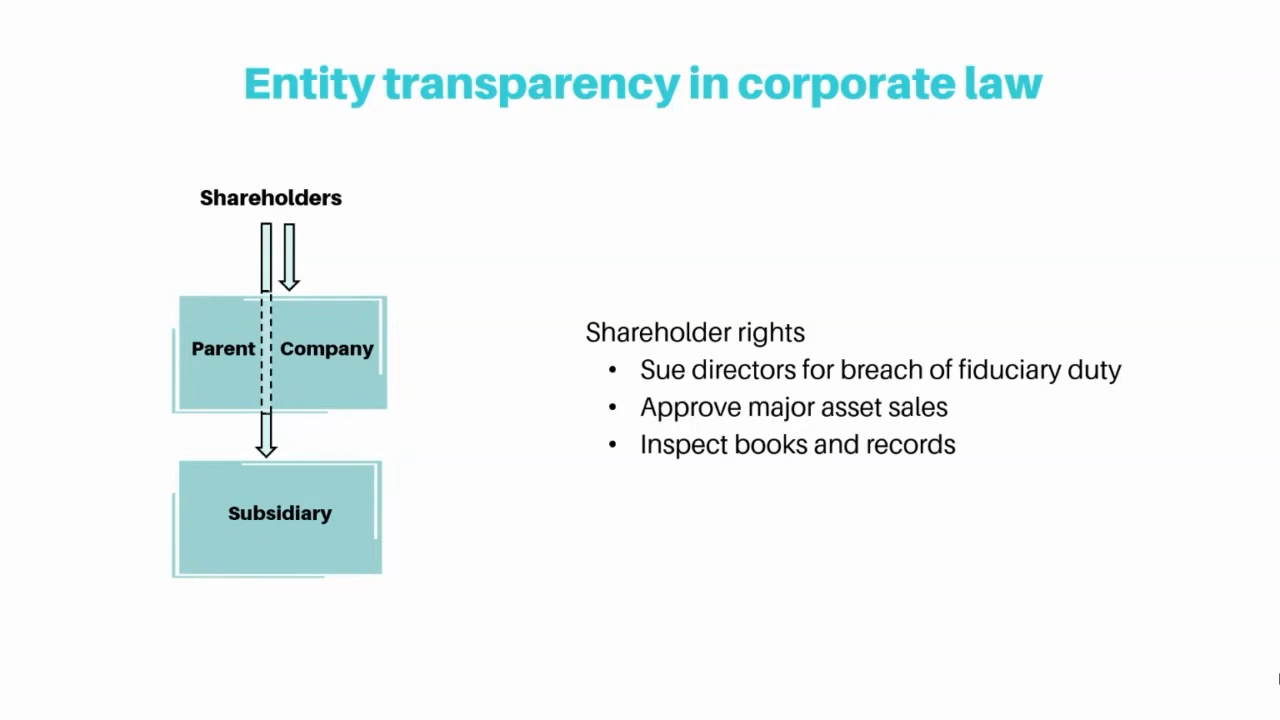 Entity transparency in corporate law
Shareholders
Parent Company
Subsidiary
Shareholder rights
• Sue directors for breach of fiduciary duty
• Approve major asset sales
• Inspect books and records